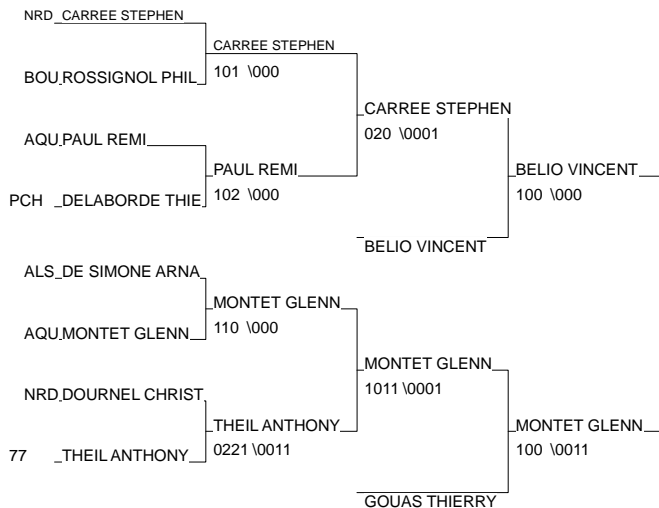 NRD CARREE STEPHEN
CARREE STEPHEN
101 \000
BOU ROSSIGNOL PHIL
CARREE STEPHEN
020 \0001
AQU PAUL REMI
PAUL REMI
102 \000
BELIO VINCENT
100 \000
PCH DELABORDE THIE
BELIO VINCENT
ALS DE SIMONE ARNA
MONTET GLENN
110 \000
AQU MONTET GLENN
MONTET GLENN
1011 \0001
NRD DOURNEL CHRIST
THEIL ANTHONY
0221 \0011
MONTET GLENN
100 \0011
77 THEIL ANTHONY
GOUAS THIERRY